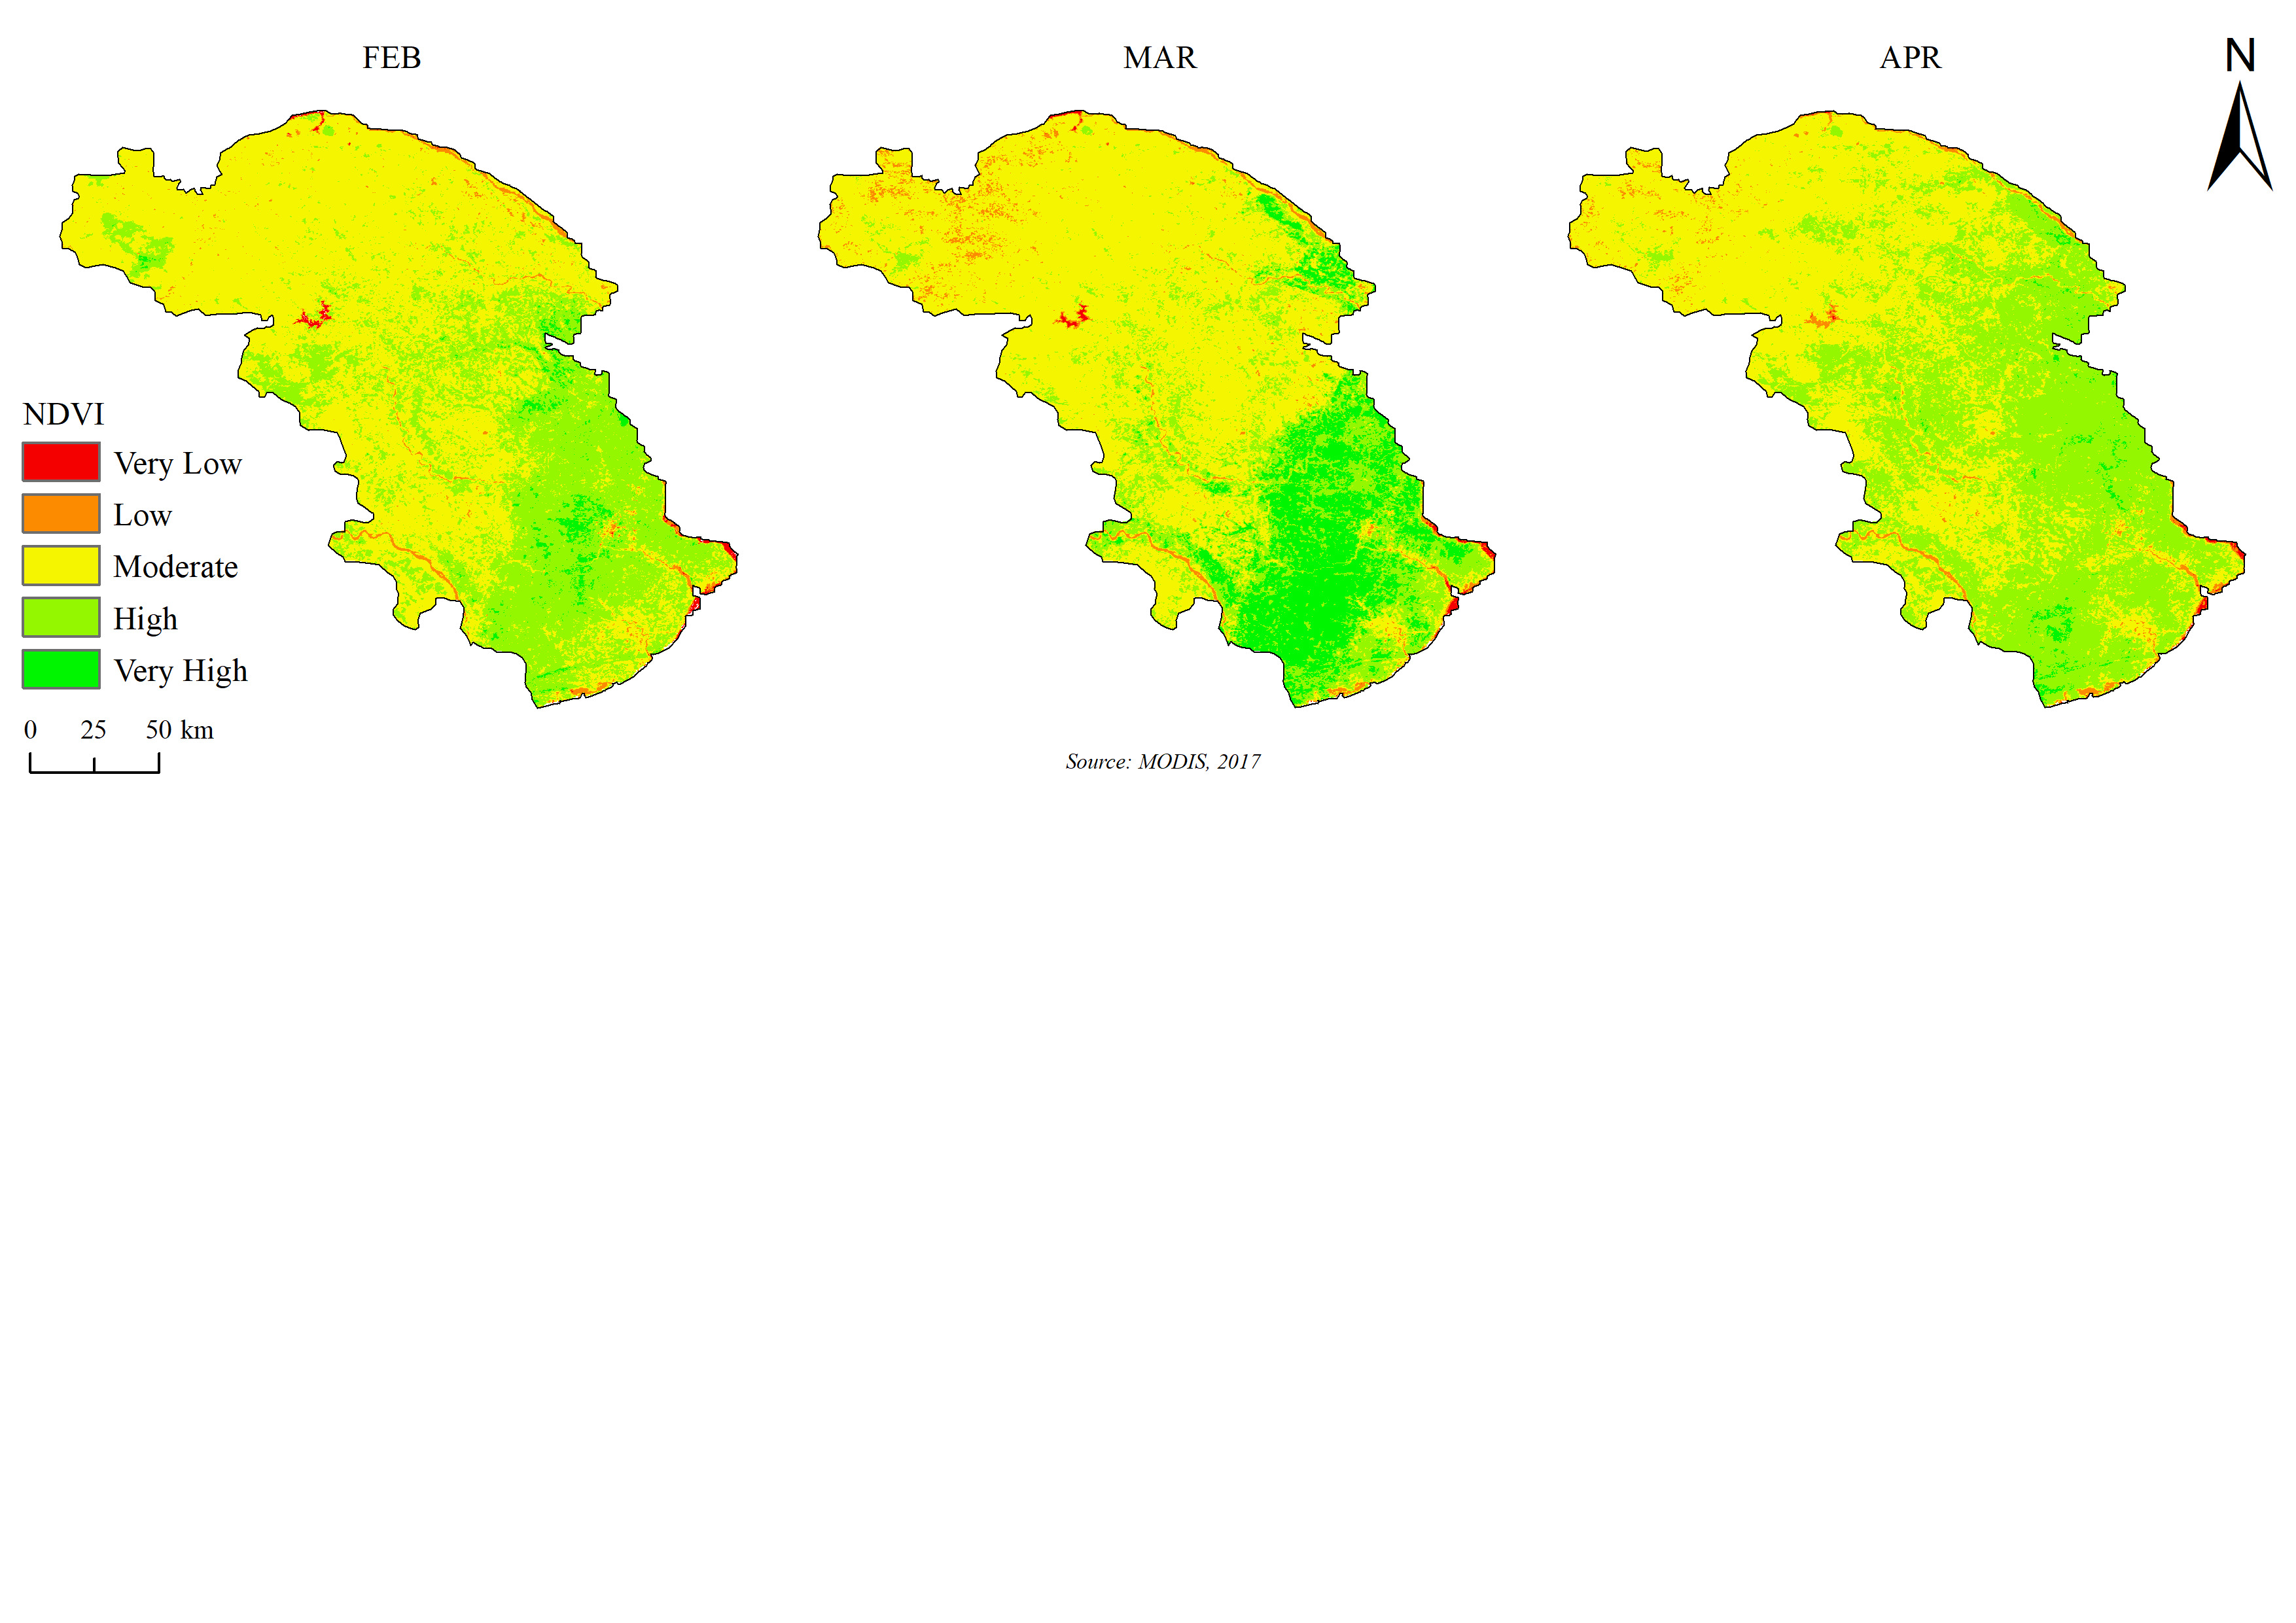 FEB
MAR
APR
N
NDVI
Very Low
Low
Moderate
High
Very High
0 25 50 km
Source: MODIS, 2017